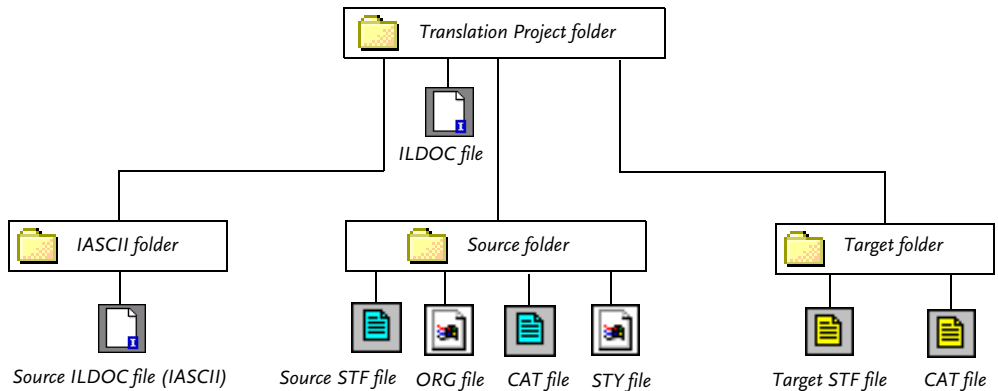 Translation Project folder
ILDOC file
IASCII folder
Source folder
Target folder
Source ILDOC file (IASCII)
Source STF file
ORG file
CAT file
STY file
Target STF file
CAT file